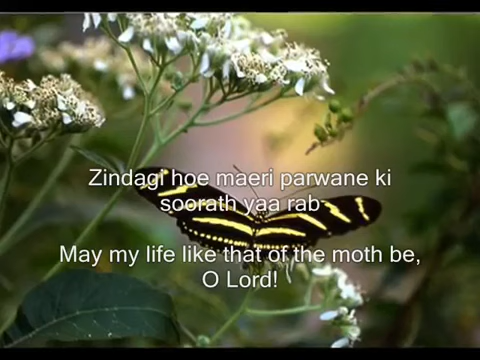 Zindagi hoe maeri parwane ki
soorath yaa rab
May my life like that of the moth be,
O Lord!